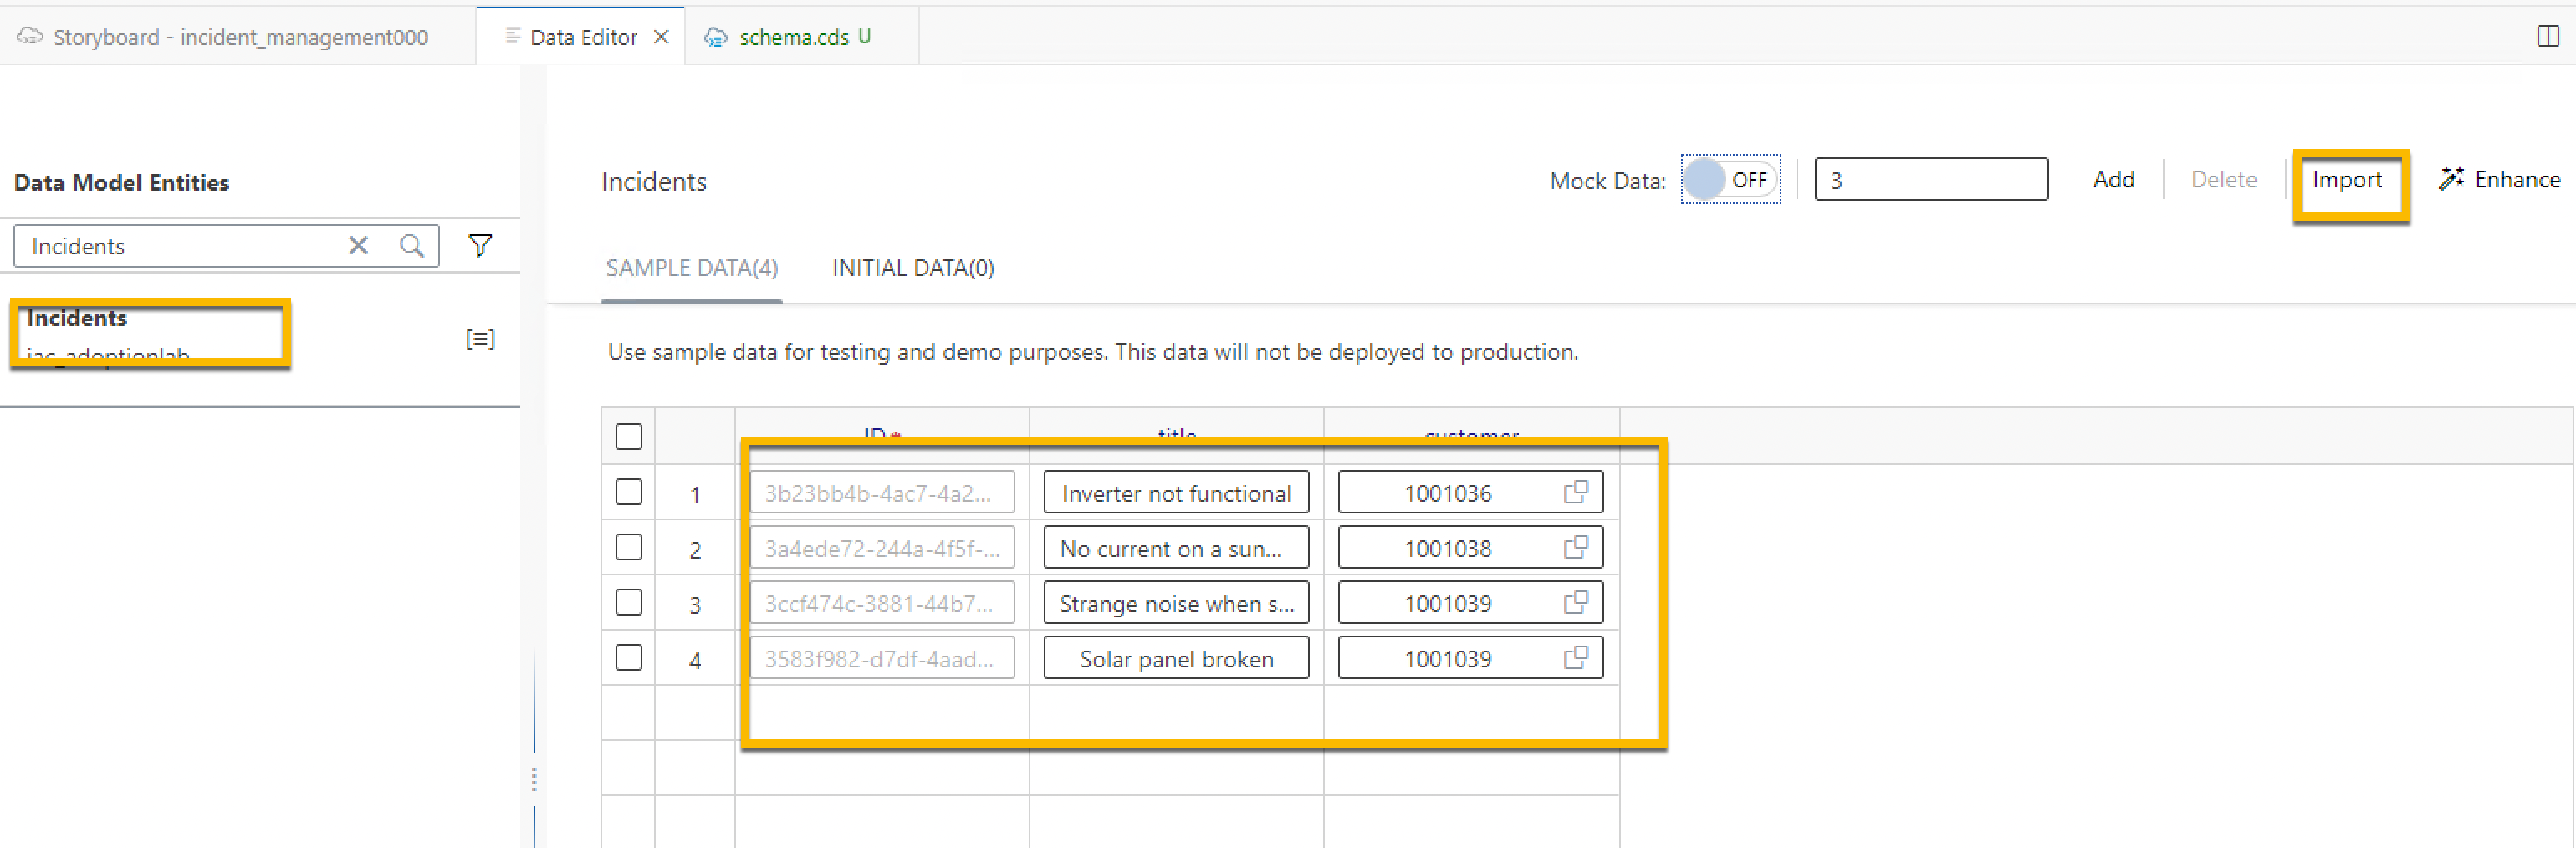 Storyboard - incident_management000
Data Editor
schema.cds U
Data Model Entities
Incidents
Incidents
Incidents
Mock Data: OFF
3
Add
Delete
Import
Enhance
SAMPLE DATA(4)
INITIAL DATA(0)
Use sample data for testing and demo purposes. This data will not be deployed to production.
ID* title customer
1 3b23bb4b-4ac7-4a2... Inverter not functional 1001036
2 3a4ede72-244a-4f5f-... No current on a sun... 1001038
3 3ccf474c-3881-44b7... Strange noise when s... 1001039
4 3583f982-d7df-4aad... Solar panel broken 1001039